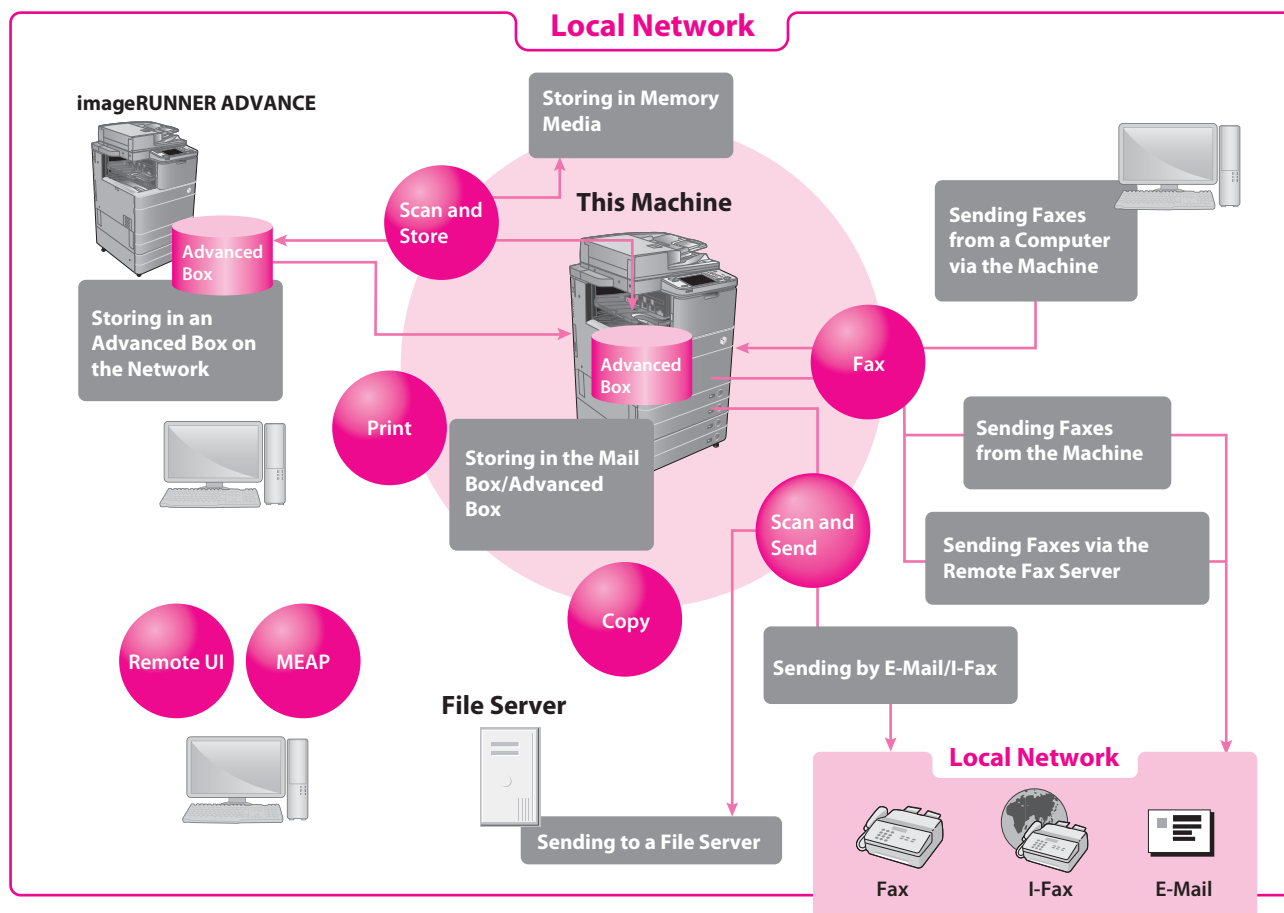 Local Network
imageRUNNER ADVANCE
Storing in Memory
Media
Scan and
Store
This Machine
Sending Faxes
from a Computer
via the Machine
Advanced
Box
Storing in an
Advanced Box on
the Network
Advanced
Box
Fax
Print
Storing in the Mail
Box/Advanced
Box
Sending Faxes
from the Machine
Scan and
Send
Sending Faxes via the
Remote Fax Server
Copy
Remote UI
MEAP
Sending by E-Mail/I-Fax
File Server
Sending to a File Server
Local Network
Fax
I-Fax
E-Mail